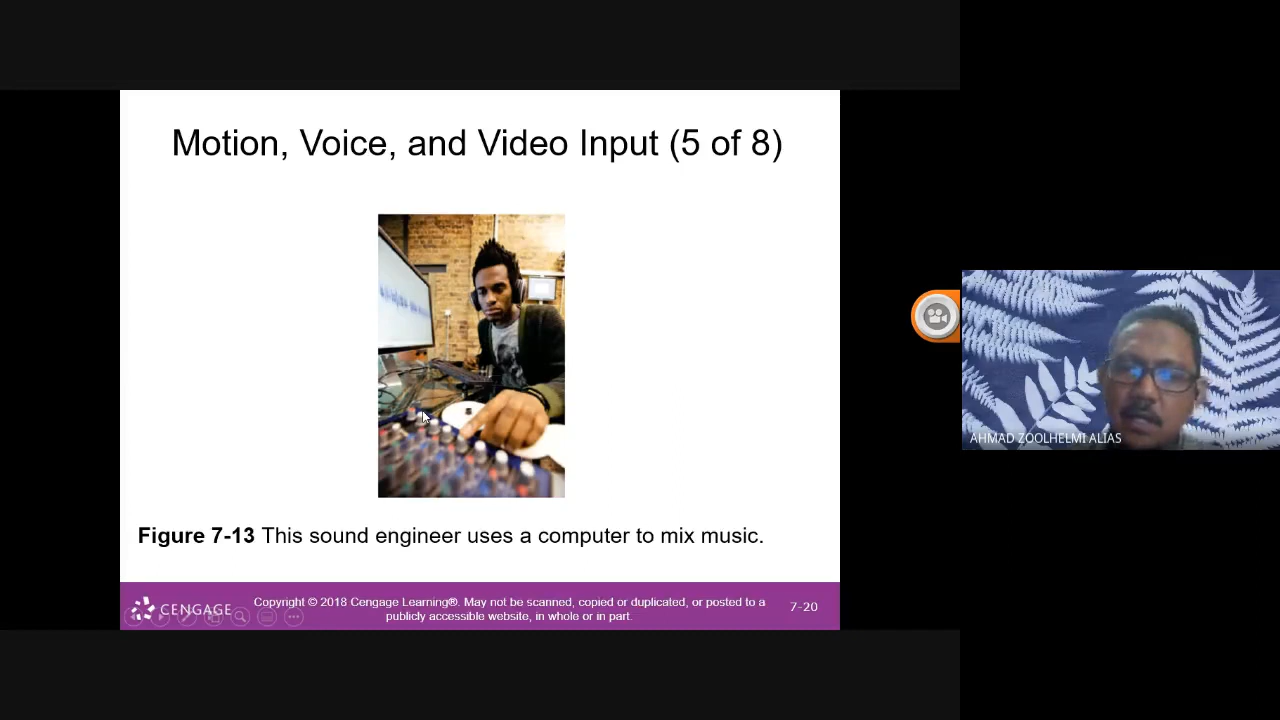 Motion, Voice, and Video Input (5 of 8)
Figure 7-13 This sound engineer uses a computer to mix music.
CENGAGE
Copyright © 2018 Cengage Learning®. May not be scanned, copied or duplicated, or posted to a
publicly accessible website, in whole or in part.
7-20
AHMAD ZOOLHELMI ALIAS